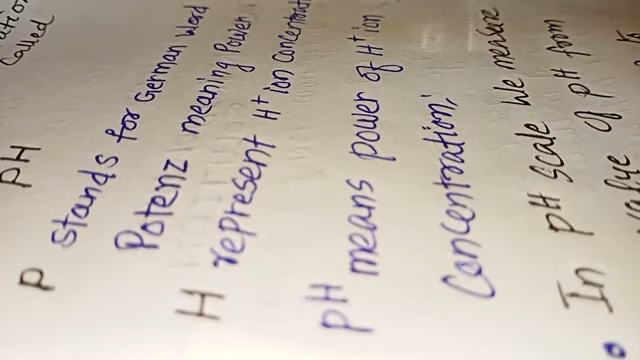 Called
PH
P stands for German Word
Potenz meaning Power
H represent H+ ion
pH means power of H+ ion
Concentration;
• In pH scale We measure
of pH from